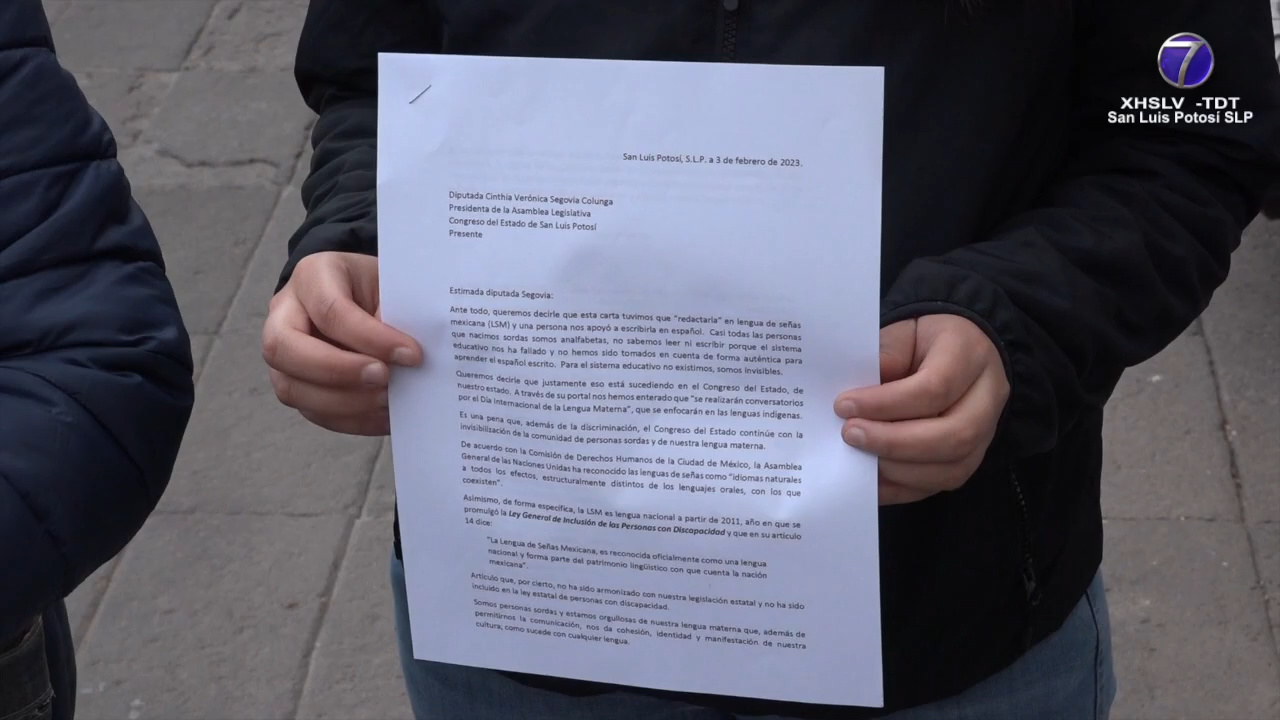 7
XHSLV -TDT
San Luis Potosí SLP
San Luis Potosí, S.L.P. a 3 de febrero de 2023.
Diputada Cinthia Verónica Segovia Colunga
Presidenta de la Asamblea Legislativa
Congreso del Estado de San Luis Potosí
Presente
Estimada diputada Segovia:
Ante todo, queremos decirle que esta carta tuvimos que “redactarla” en lengua de señas
mexicana (LSM) y una persona nos apoyó a escribirla en español. Casi todas las personas
que nacimos sordas somos analfabetas, no sabemos leer ni escribir porque el sistema
educativo nos ha fallado y no hemos sido tomados en cuenta de forma auténtica para
aprender el español escrito. Para el sistema educativo no existimos, somos invisibles.
Queremos decirle que justamente eso está sucediendo en el Congreso del Estado, de
nuestro estado. A través de su portal nos hemos enterado que “se realizarán conversatorios
por el Día Internacional de la Lengua Materna”, que se enfocarán en las lenguas indígenas.
Es una pena que, además de la discriminación, el Congreso del Estado continúe con la
invisibilisación de la comunidad de personas sordas y de nuestra lengua materna.
De acuerdo con la Comisión de Derechos Humanos de la Ciudad de México, la Asamblea
General de las Naciones Unidas ha reconocido las lenguas de señas como “idiomas naturales
a todos los efectos, estructuralmente distintos de los lenguajes orales, con los que
coexisten”.
Asimismo, de forma específica, la LSM es lengua nacional a partir de 2011, año en que se
promulgó la Ley General de Inclusión de las Personas con Discapacidad y que en su artículo
14 dice:
“La Lengua de Señas Mexicana, es reconocida oficialmente como una lengua
nacional y forma parte del patrimonio lingüístico con que cuenta la nación
mexicana”.
Artículo que, por cierto, no ha sido armonizado con nuestra legislación estatal y no ha sido
incluido en la ley estatal de personas con discapacidad.
Somos personas sordas y estamos orgullosas de nuestra lengua materna que, además de
permitirnos la comunicación, nos da cohesión, identidad y manifestación de nuestra
cultura, como sucede con cualquier lengua.